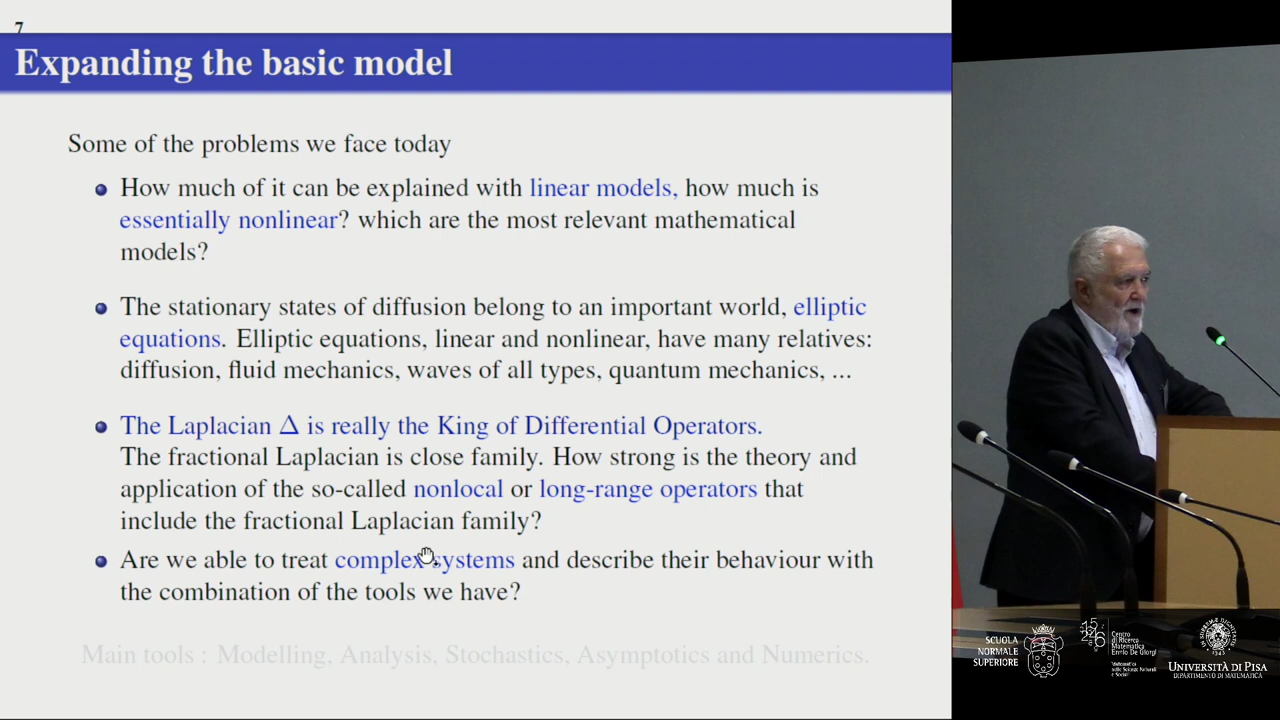 7
Expanding the basic model
Some of the problems we face today
How much of it can be explained with linear models, how much is
essentially nonlinear? which are the most relevant mathematical
models?
The stationary states of diffusion belong to an important world, elliptic
equations. Elliptic equations, linear and nonlinear, have many relatives:
diffusion, fluid mechanics, waves of all types, quantum mechanics, ...
The Laplacian Δ is really the King of Differential Operators.
The fractional Laplacian is close family. How strong is the theory and
application of the so-called nonlocal or long-range operators that
include the fractional Laplacian family?
Are we able to treat complex systems and describe their behaviour with
the combination of the tools we have?
Main tools : Modelling, Analysis, Stochastics, Asymptotics and Numerics.
SCUOLA
NORMALE
SUPERIORE
Centro
di Ricerca
Matematica
Ennio De Giorgi
UNIVERSITÀ DI PISA
DIPARTIMENTO DI MATEMATICA